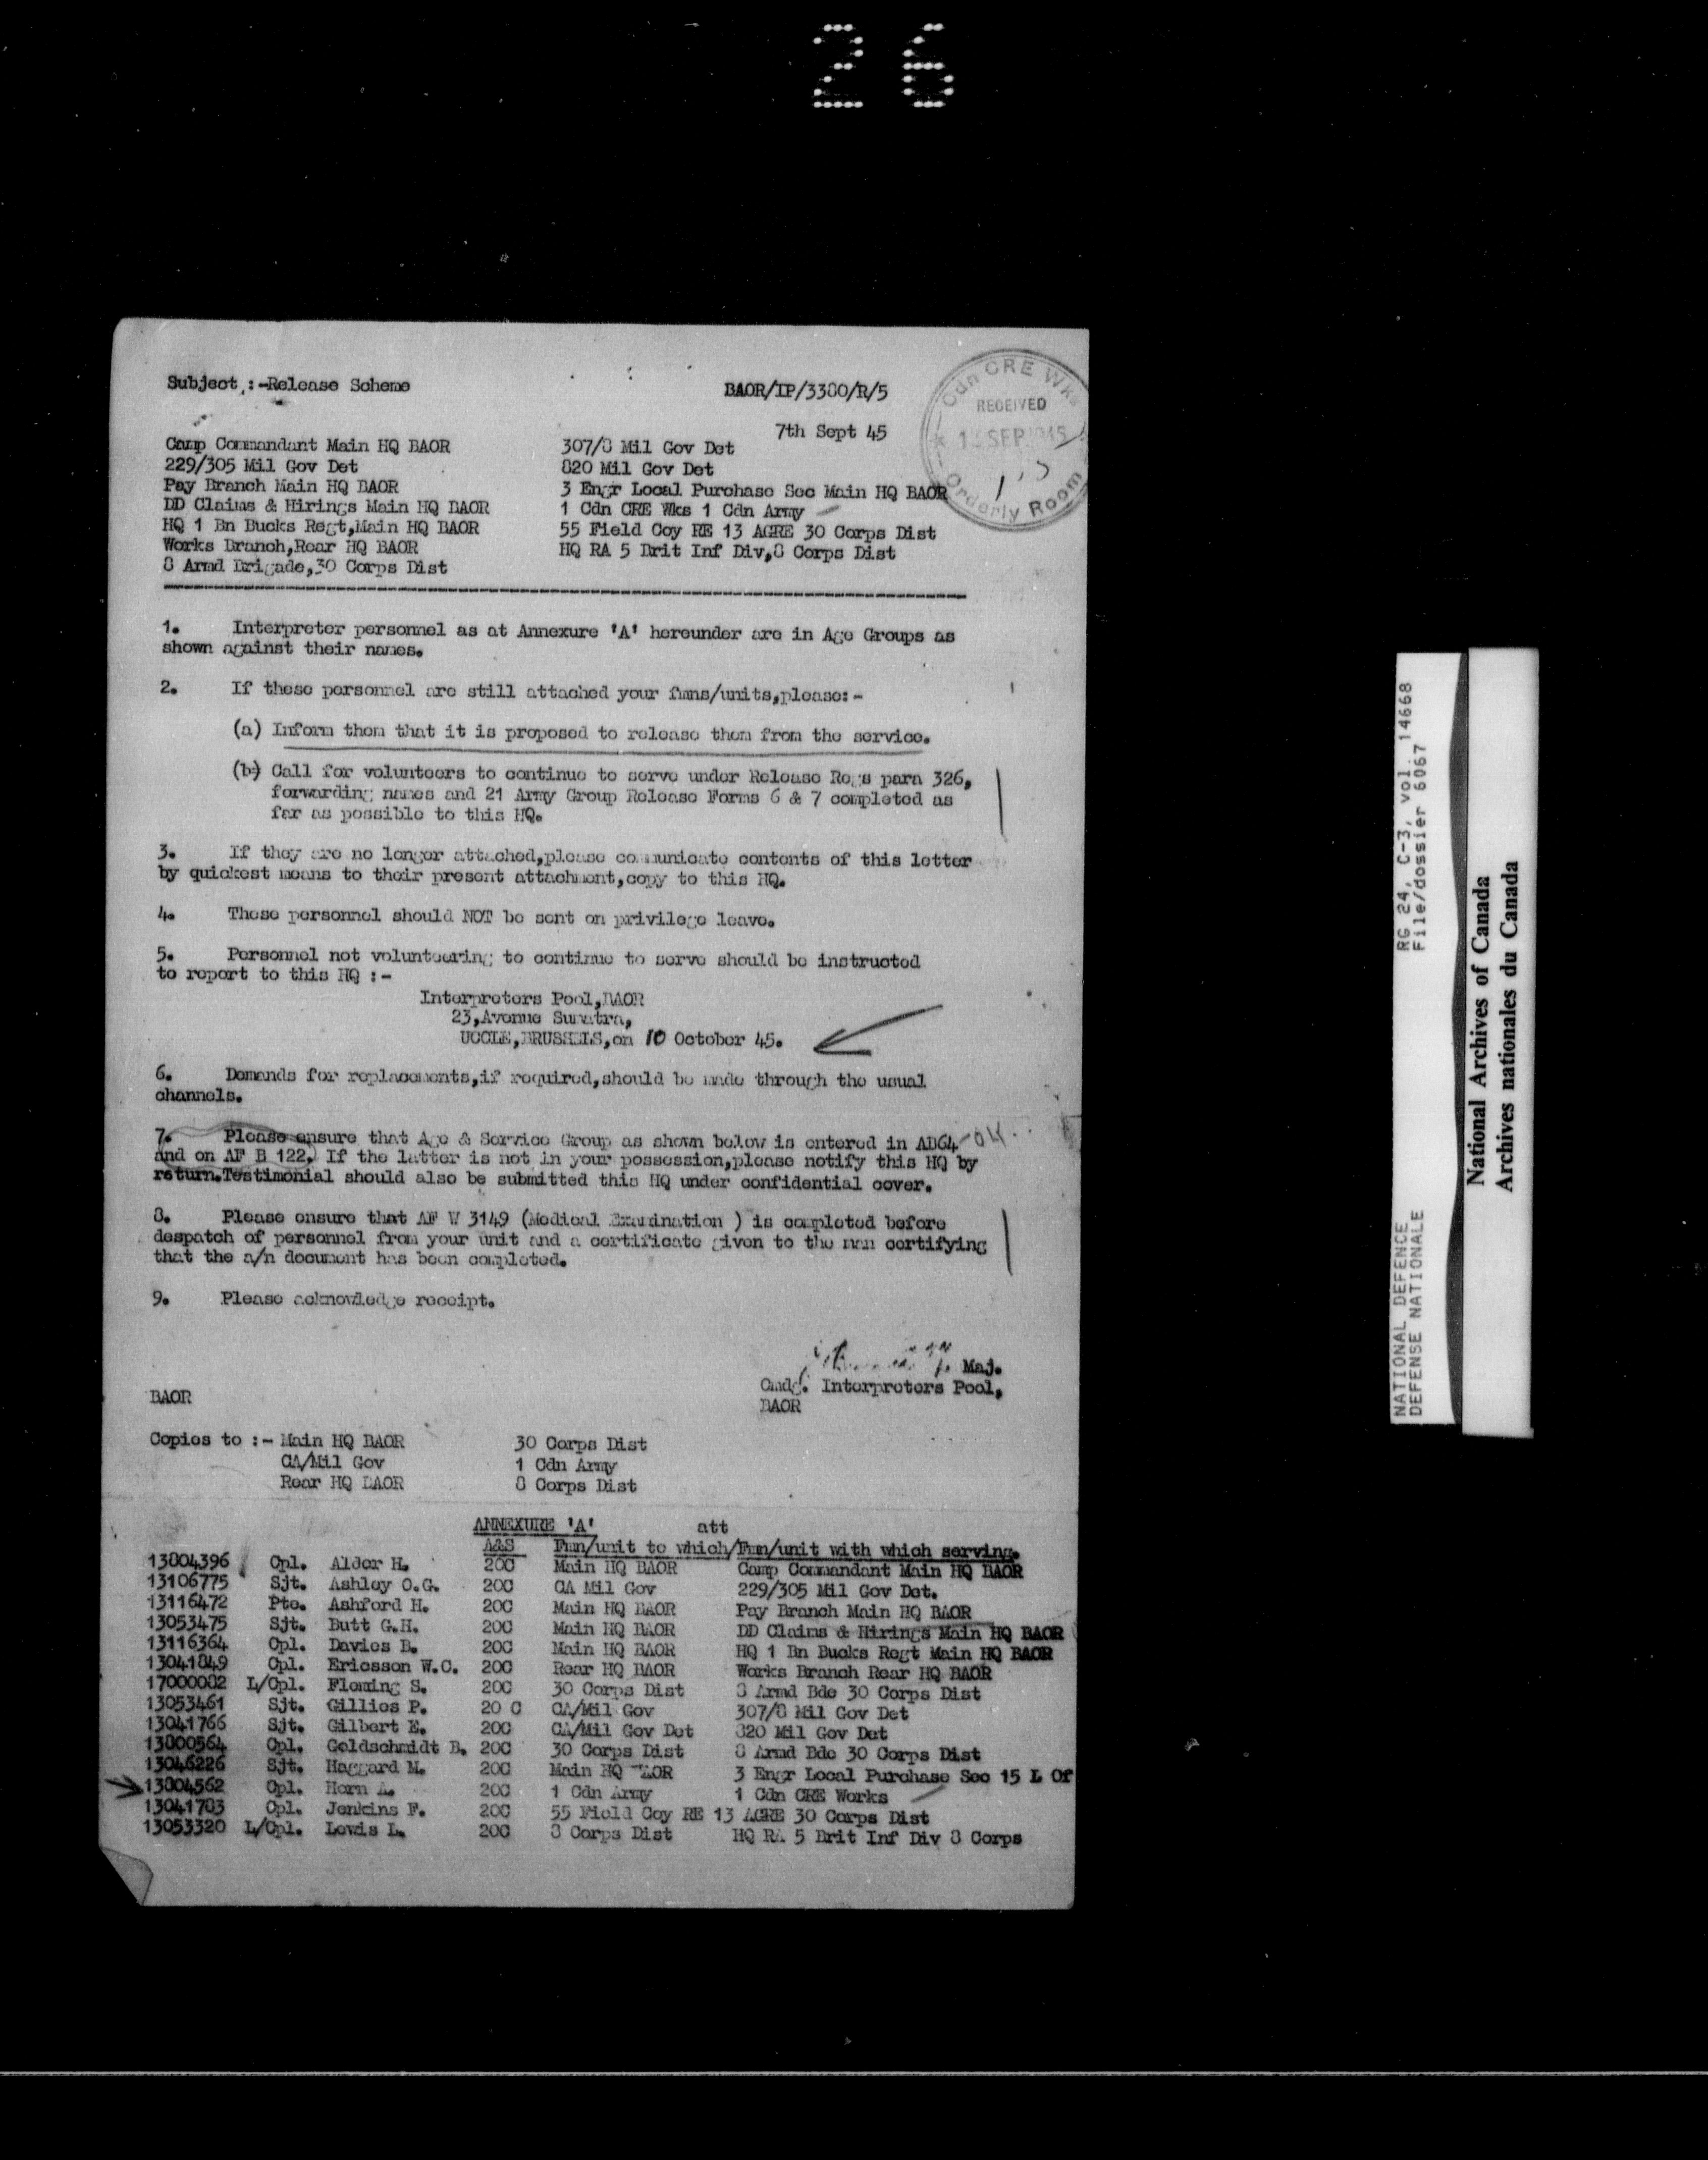 26
Subject :-Release Scheme
BAOR/IP/3380/R/5
7th Sept 45
Cdn CRE Wks
RECEIVED
SEP 1945
Orderly Room
Camp Commandant Main HQ BAOR
229/305 Mil Gov Det
Pay Branch Main HQ BAOR
DD Claims & Hirings Main HQ BAOR
HQ 1 Bn Bucks Regt,Main HQ BAOR
Works Branch,Rear HQ BAOR
8 Armd Brigade,30 Corps Dist
307/8 Mil Gov Det
820 Mil Gov Det
3 Engr Local Purchase Sec Main HQ BAOR
1 Cdn CRE Wks 1 Cdn Army
55 Field Coy RE 13 AGRE 30 Corps Dist
HQ RA 5 Brit Inf Div,8 Corps Dist
1. Interpreter personnel as at Annexure 'A' hereunder are in Age Groups as
shown against their names.
2. If these personnel are still attached your fmns/units,please:-
(a) Inform them that it is proposed to release them from the service.
(b) Call for volunteers to continue to serve under Release Regs para 326,
forwarding names and 21 Army Group Release Forms 6 & 7 completed as
far as possible to this HQ.
3. If they are no longer attached,please communicate contents of this letter
by quickest means to their present attachment,copy to this HQ.
4. These personnel should NOT be sent on privilege leave.
5. Personnel not volunteering to continue to serve should be instructed
to report to this HQ :-
Interpreters Pool,BAOR
23,Avenue Sumatra,
UCCLE,BRUSSELS,on 10 October 45.
6. Demands for replacements,if required,should be made through the usual
channels.
7. Please ensure that Age & Service Group as shown below is entered in AB64 -OK..
and on AF B 122. If the latter is not in your possession,please notify this HQ by
return.Testimonial should also be submitted this HQ under confidential cover.
8. Please ensure that AF W 3149 (Medical Examination ) is completed before
despatch of personnel from your unit and a certificate given to the man certifying
that the a/n document has been completed.
9. Please acknowledge receipt.
Maj.
Cmdg. Interpreters Pool,
BAOR
BAOR
Copies to :- Main HQ BAOR 30 Corps Dist
CA/Mil Gov 1 Cdn Army
Rear HQ BAOR 8 Corps Dist
ANNEXURE 'A' att
A&S Fmn/unit to which/Fmn/unit with which serving.
13804396 Cpl. Alder H. 20C Main HQ BAOR Camp Commandant Main HQ BAOR
13106775 Sjt. Ashley O.G. 20C CA Mil Gov 229/305 Mil Gov Det.
13116472 Pte. Ashford H. 20C Main HQ BAOR Pay Branch Main HQ BAOR
13053475 Sjt. Butt G.H. 20C Main HQ BAOR DD Claims & Hirings Main HQ BAOR
13116364 Cpl. Davies B. 20C Main HQ BAOR HQ 1 Bn Bucks Regt Main HQ BAOR
13041849 Cpl. Ericsson W.C. 20C Rear HQ BAOR Works Branch Rear HQ BAOR
17000082 L/Cpl. Fleming S. 20C 30 Corps Dist 8 Armd Bde 30 Corps Dist
13053461 Sjt. Gillies P. 20 C CA/Mil Gov 307/8 Mil Gov Det
13041766 Sjt. Gilbert E. 20C CA/Mil Gov Det 820 Mil Gov Det
13800564 Cpl. Goldschmidt B. 20C 30 Corps Dist 8 Armd Bde 30 Corps Dist
13046226 Sjt. Haggard M. 20C Main HQ BAOR 3 Engr Local Purchase Sec 15 L Of
13804562 Cpl. Horn A. 20C 1 Cdn Army 1 Cdn CRE Works
13041703 Cpl. Jenkins F. 20C 55 Field Coy RE 13 AGRE 30 Corps Dist
13053320 L/Cpl. Lewis L. 20C 8 Corps Dist HQ RA 5 Brit Inf Div 8 Corps
NATIONAL DEFENCE RG 24, C-3, vol. 14668
DEFENSE NATIONALE File/dossier 6067
National Archives of Canada
Archives nationales du Canada